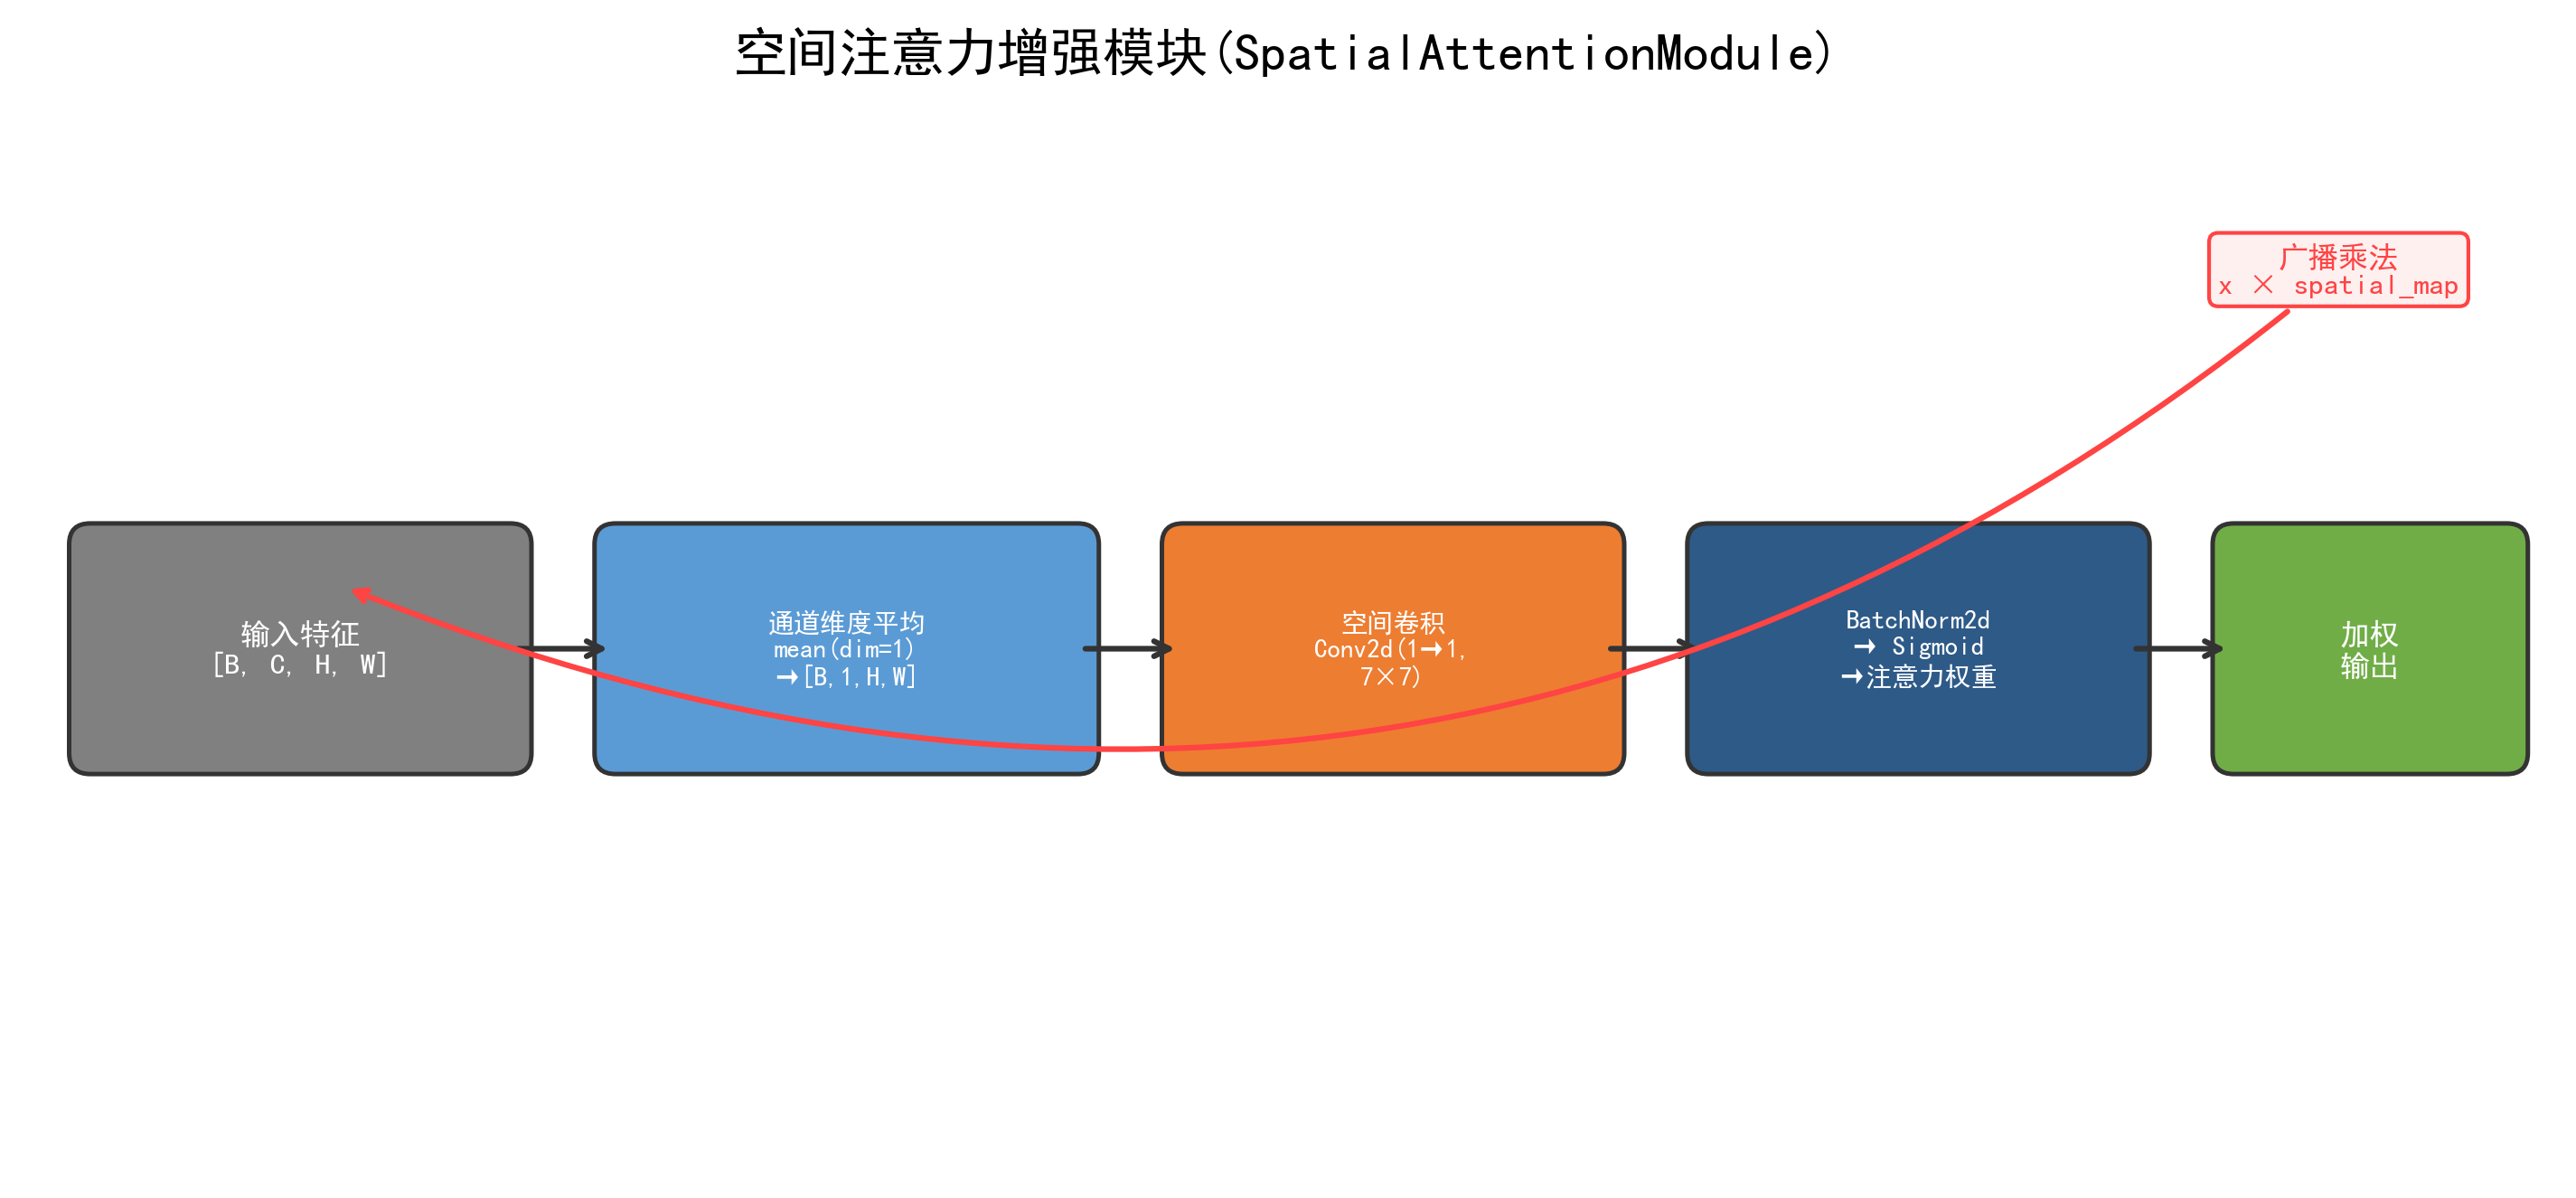 空间注意力增强模块(SpatialAttentionModule)
广播乘法
x × spatial_map
输入特征
[B, C, H, W]
通道维度平均
mean(dim=1)
→[B,1,H,W]
空间卷积
Conv2d(1→1,
7×7)
BatchNorm2d
→ Sigmoid
→注意力权重
加权
输出